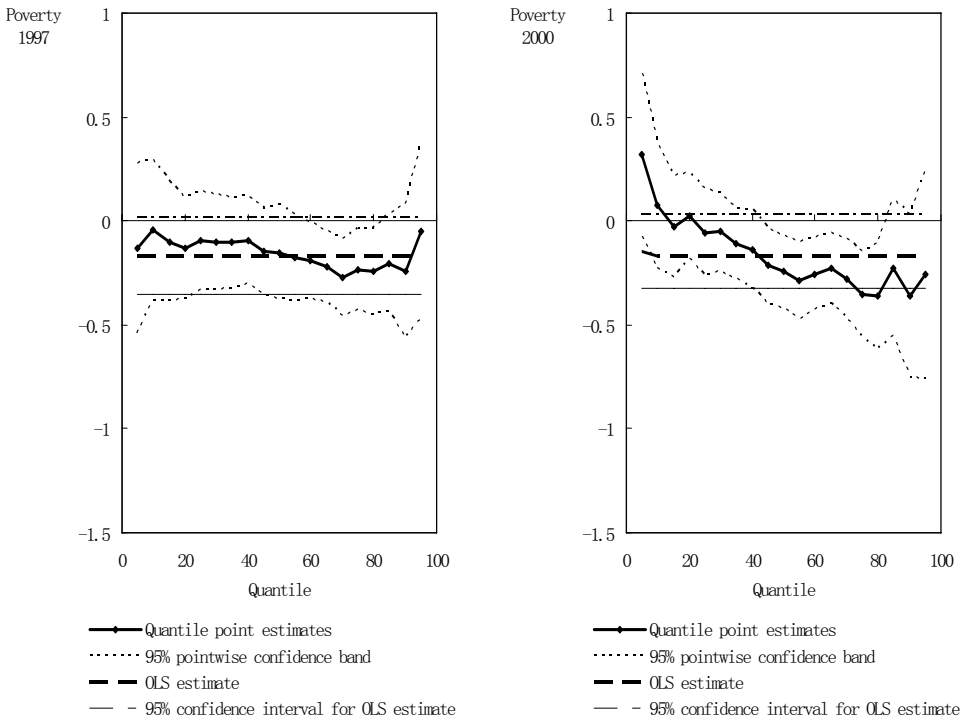 Poverty
1997
1
0.5
0
-0.5
-1
-1.5
0 20 40 60 80 100
Quantile
Quantile point estimates
95% pointwise confidence band
OLS estimate
95% confidence interval for OLS estimate
Poverty
2000
1
0.5
0
-0.5
-1
-1.5
0 20 40 60 80 100
Quantile
Quantile point estimates
95% pointwise confidence band
OLS estimate
95% confidence interval for OLS estimate